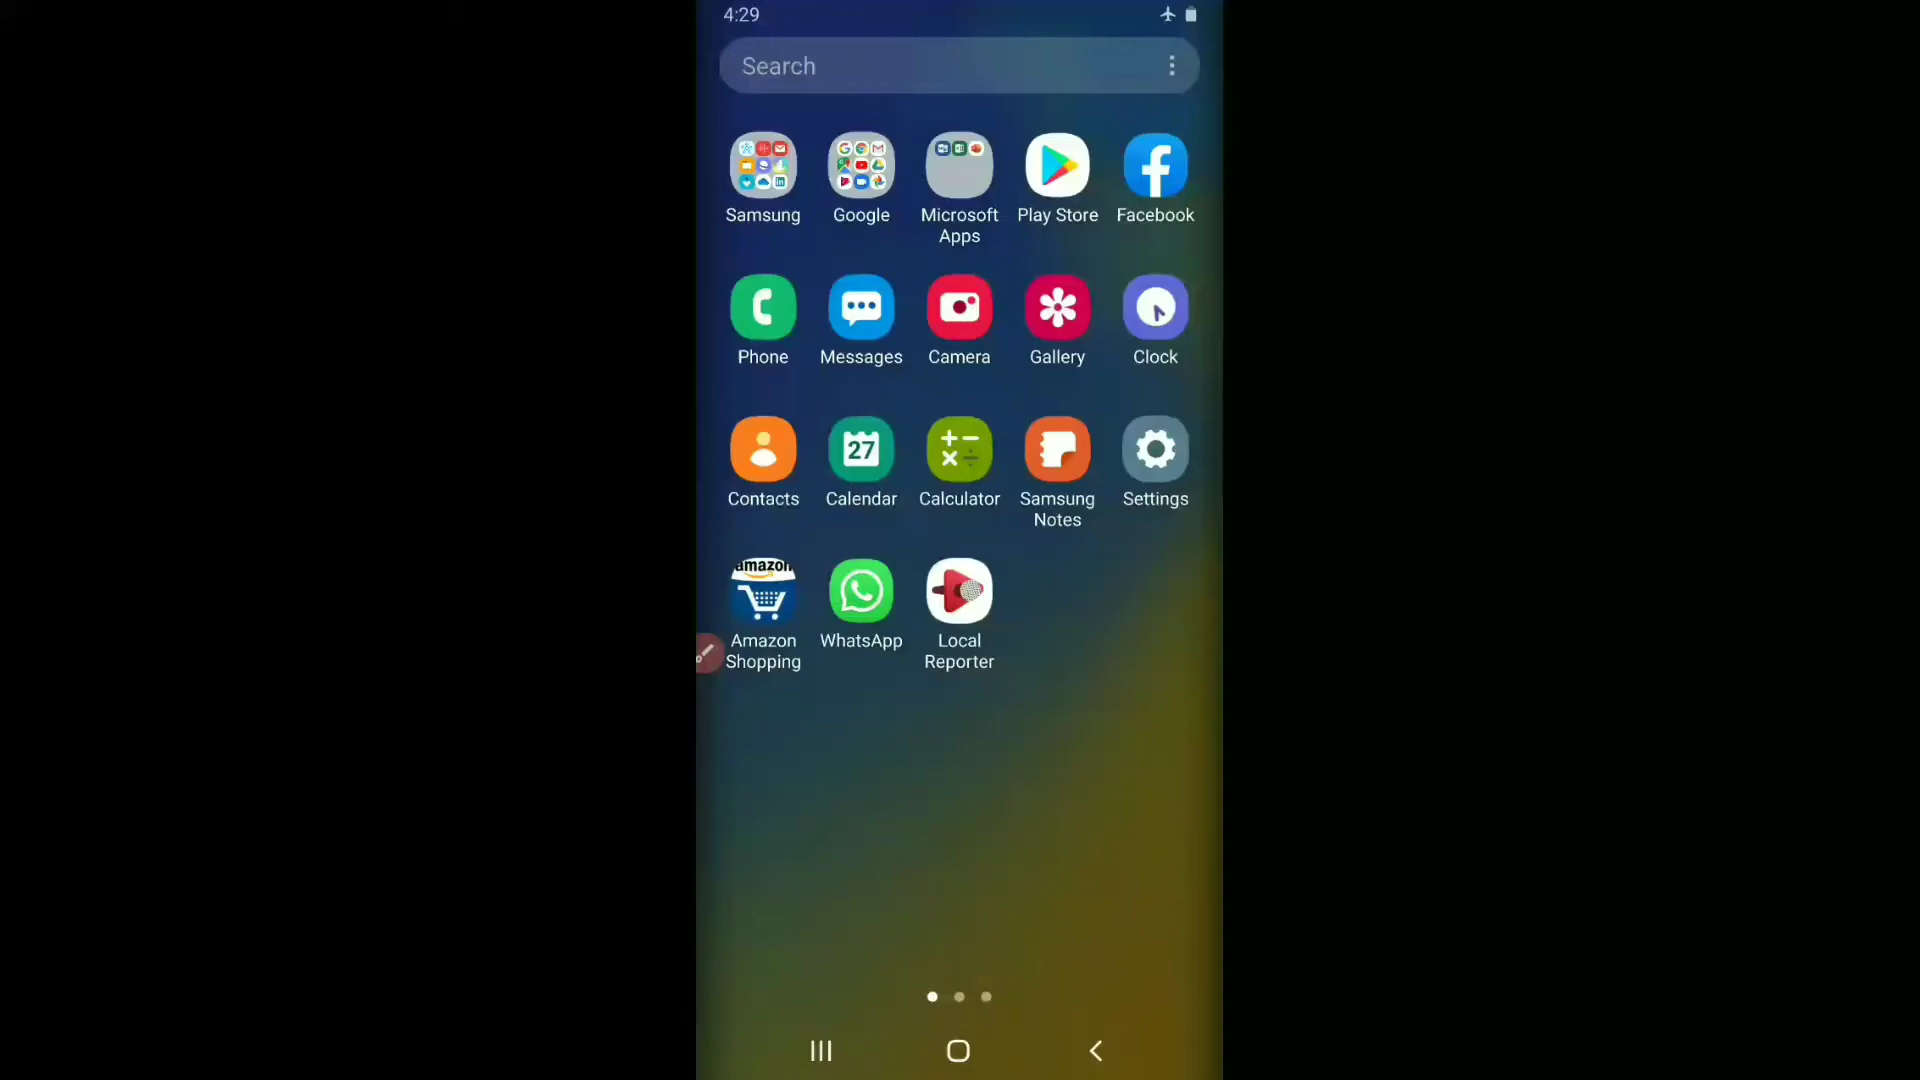 4:29
Search
Samsung
Google
Microsoft
Apps
Play Store
Facebook
Phone
Messages
Camera
Gallery
Clock
Contacts
27
Calendar
Calculator
Samsung
Notes
Settings
amazon
Amazon
Shopping
WhatsApp
Local
Reporter